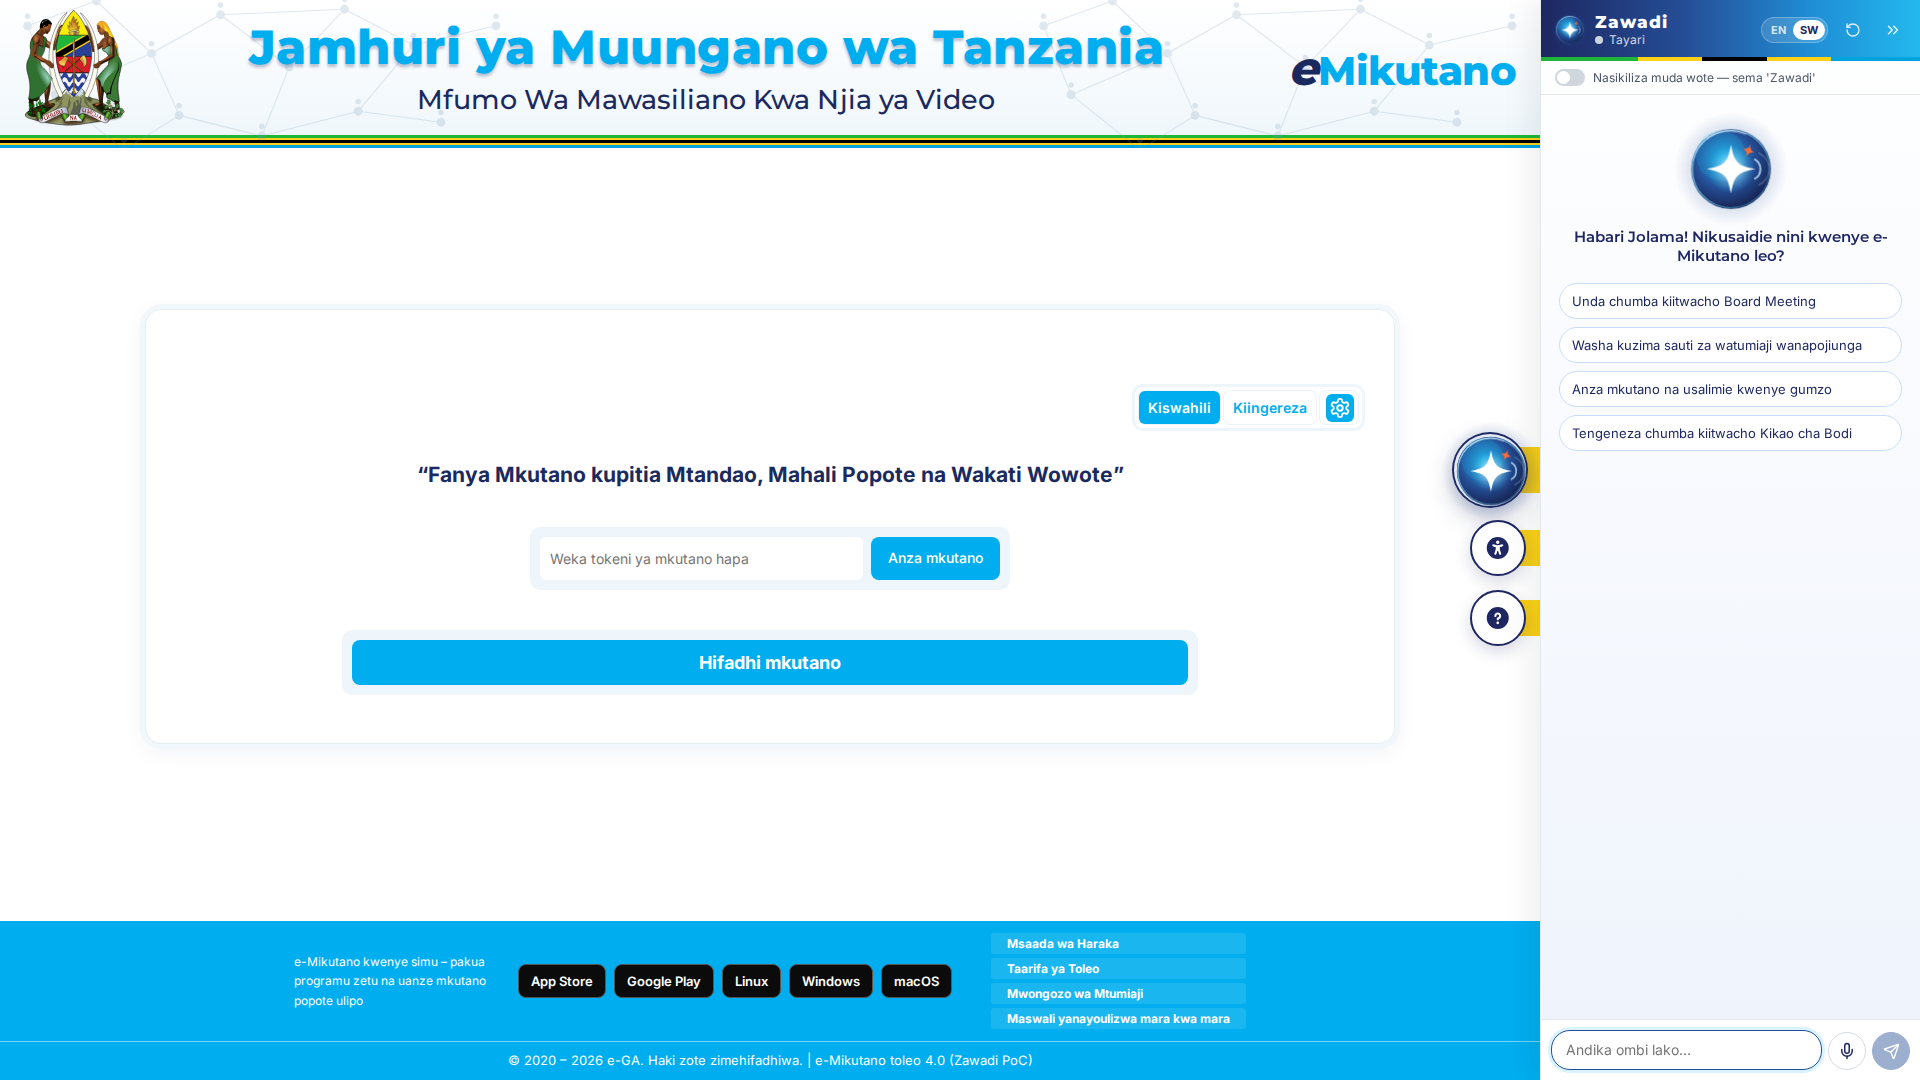 Jamhuri ya Muungano wa Tanzania
Mfumo Wa Mawasiliano Kwa Njia ya Video
eMikutano
Kiswahili
Kiingereza
“Fanya Mkutano kupitia Mtandao, Mahali Popote na Wakati Wowote”
Weka tokeni ya mkutano hapa
Anza mkutano
Hifadhi mkutano
e-Mikutano kwenye simu – pakua
programu zetu na uanze mkutano
popote ulipo
App Store
Google Play
Linux
Windows
macOS
Msaada wa Haraka
Taarifa ya Toleo
Mwongozo wa Mtumiaji
Maswali yanayoulizwa mara kwa mara
© 2020 – 2026 e-GA. Haki zote zimehifadhiwa. | e-Mikutano toleo 4.0 (Zawadi PoC)
Zawadi
Tayari
EN SW
Nasikiliza muda wote — sema 'Zawadi'
Habari Jolama! Nikusaidie nini kwenye e-
Mikutano leo?
Unda chumba kiitwacho Board Meeting
Washa kuzima sauti za watumiaji wanapojiunga
Anza mkutano na usalimie kwenye gumzo
Tengeneza chumba kiitwacho Kikao cha Bodi
Andika ombi lako...